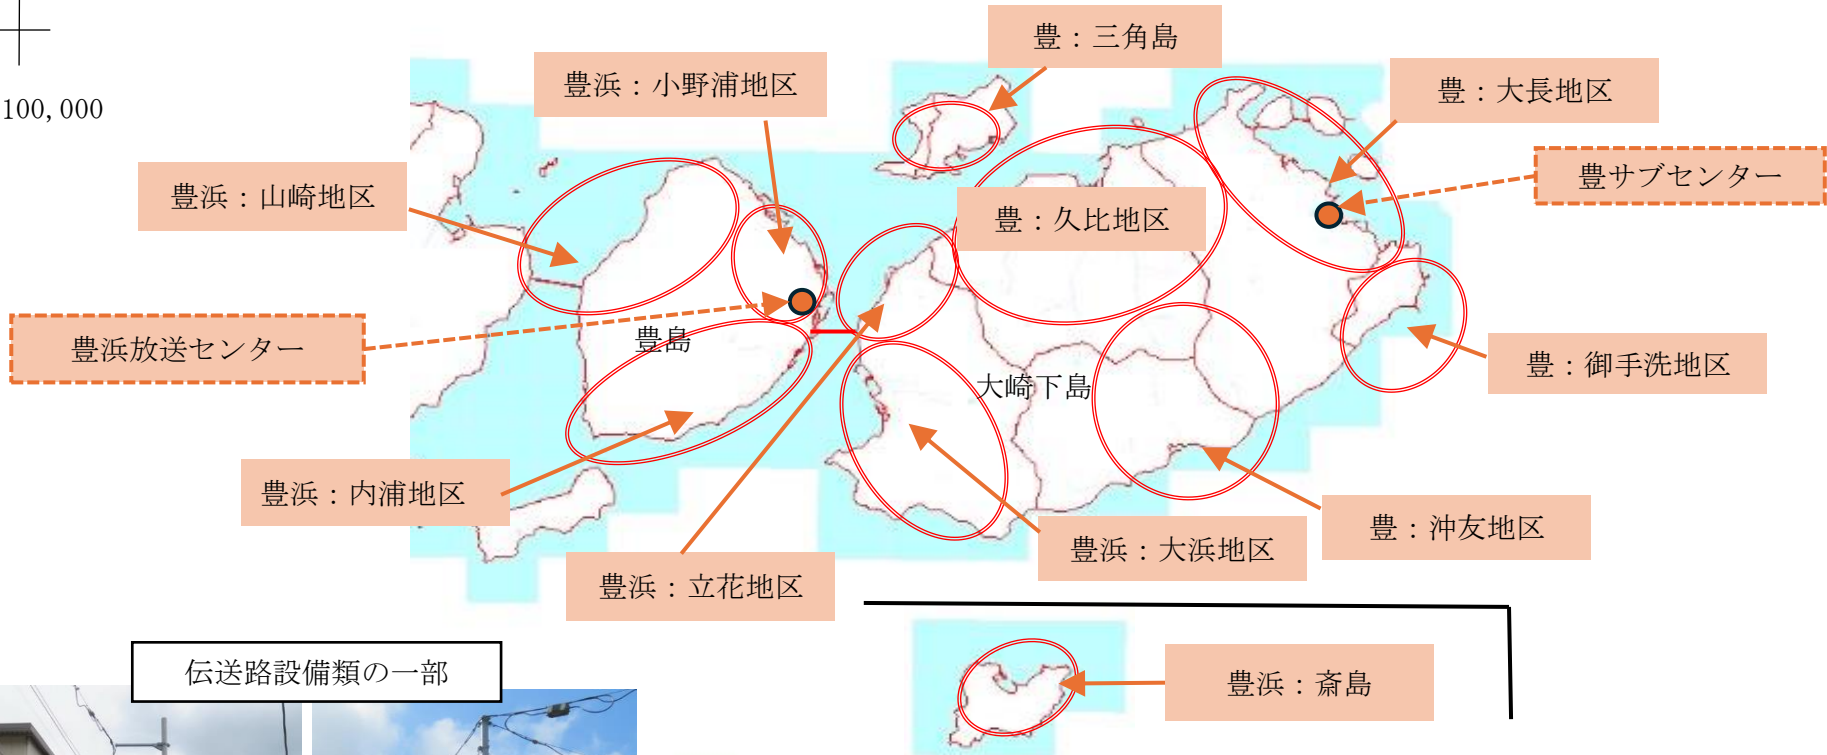 豊：三角島
豊浜：小野浦地区
豊：大長地区
100,000
豊サブセンター
豊浜：山崎地区
豊：久比地区
豊浜放送センター
豊島
大崎下島
豊：御手洗地区
豊浜：内浦地区
豊：沖友地区
豊浜：大浜地区
豊浜：立花地区
伝送路設備類の一部
豊浜：斎島